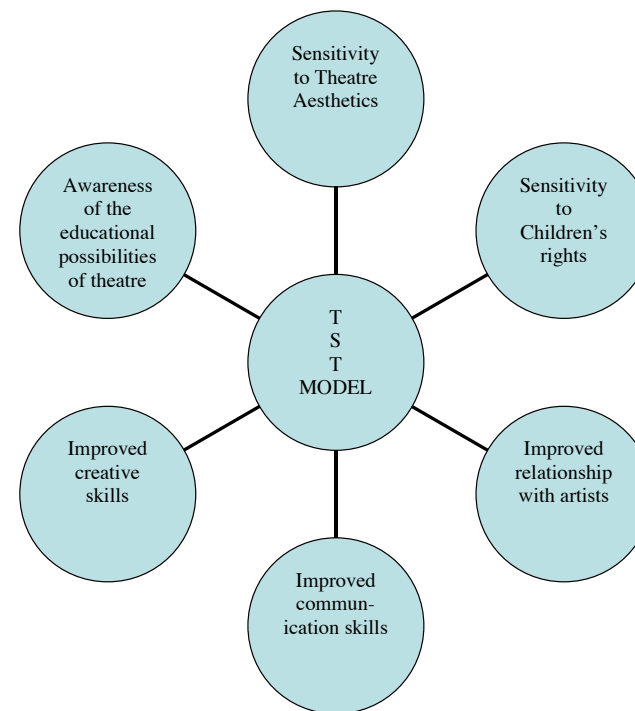 Sensitivity
to Theatre
Aesthetics
Awareness
of the
educational
possibilities
of theatre
Sensitivity
to
Children’s
rights
T
S
T
MODEL
Improved
creative
skills
Improved
relationship
with artists
Improved
commun-
ication skills